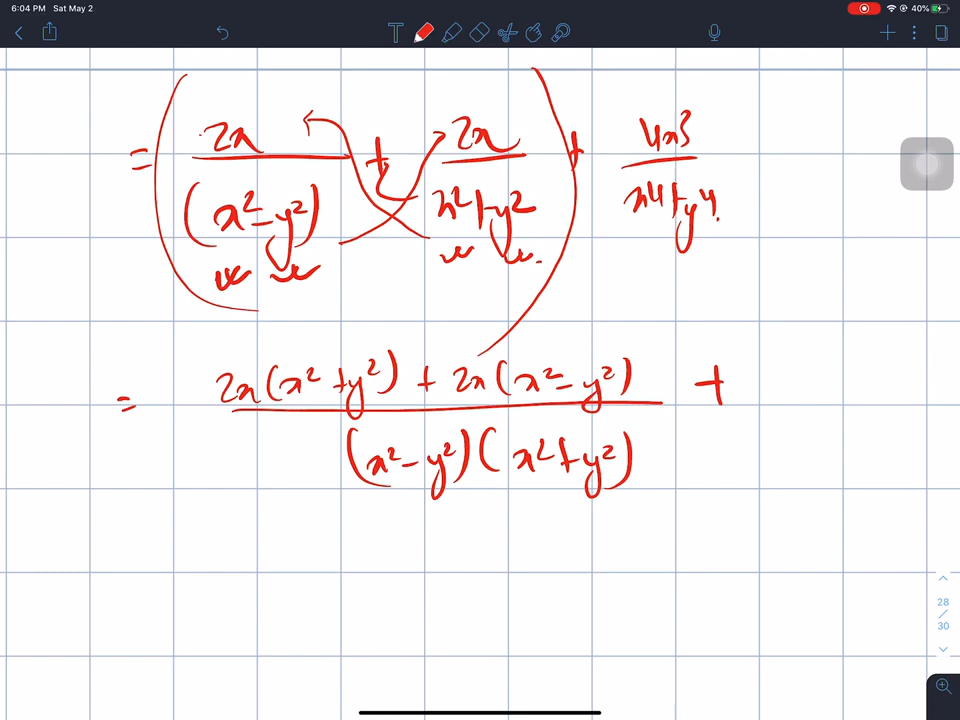 6:04 PM Sat May 2 40%
T
= ( 2x / (x² - y²) + 2x / x² + y² ) + 4x3 / x4 + y4.
= 2x(x² + y²) + 2x(x² - y²) / (x² - y²)(x² + y²) +
28
/
30